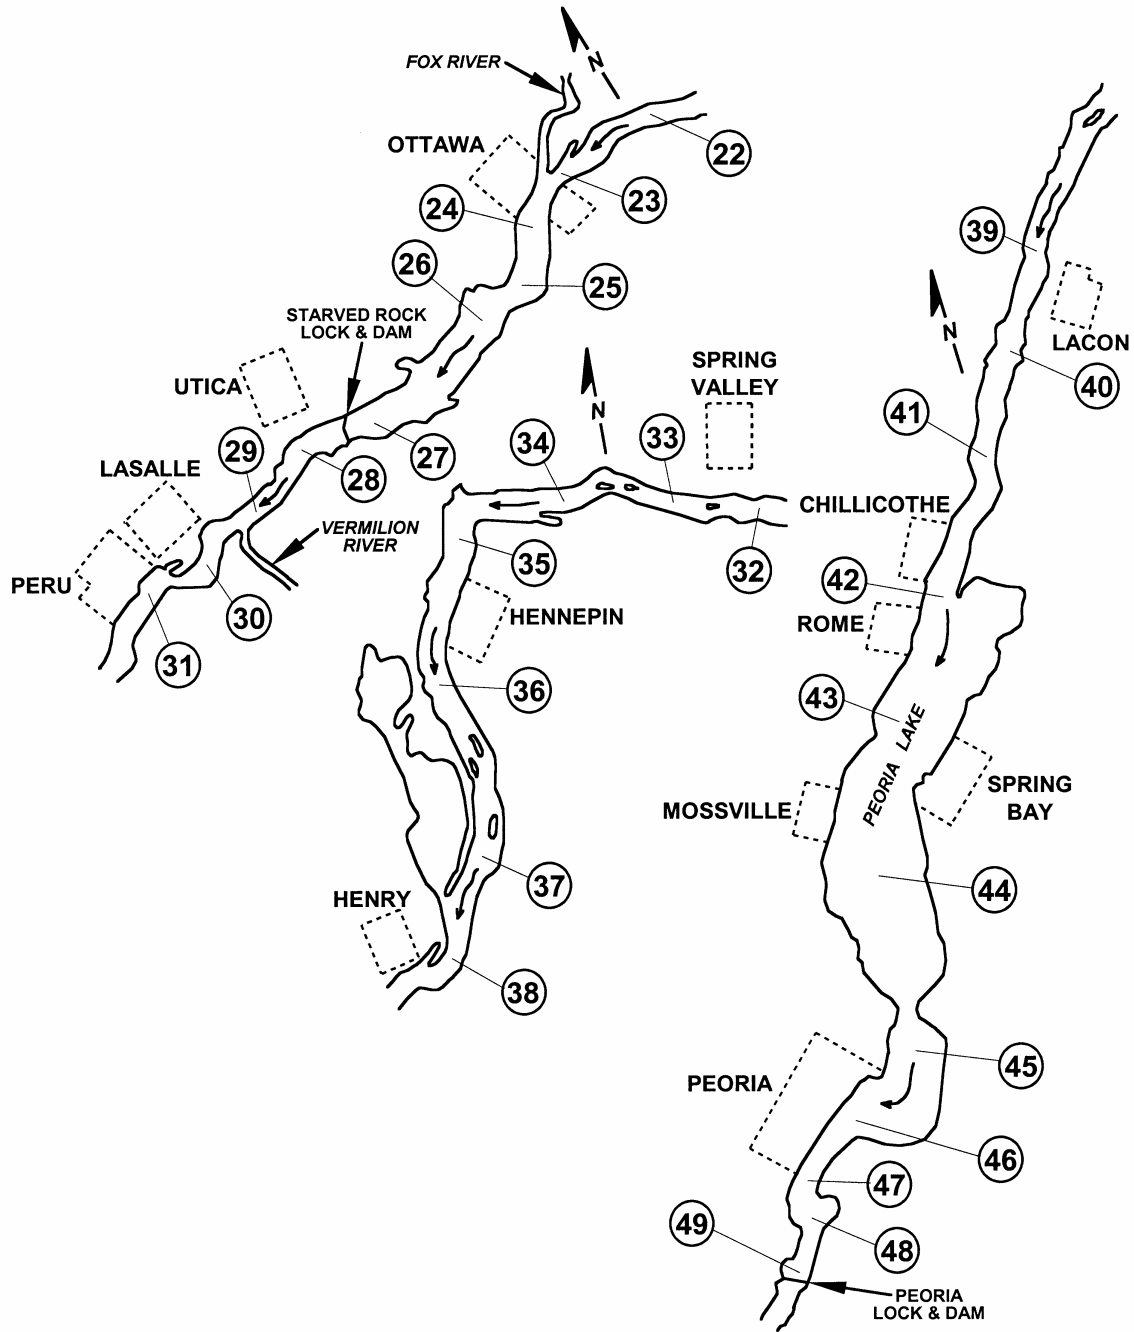 FOX RIVER
N
OTTAWA
22
23
24
25
26
STARVED ROCK
LOCK & DAM
UTICA
27
28
29
LASALLE
VERMILION
RIVER
PERU
30
31
N
SPRING
VALLEY
34
33
32
35
HENNEPIN
36
37
HENRY
38
39
N
LACON
40
41
CHILLICOTHE
42
ROME
43
PEORIA LAKE
MOSSVILLE
SPRING
BAY
44
45
PEORIA
46
47
49
48
PEORIA
LOCK & DAM